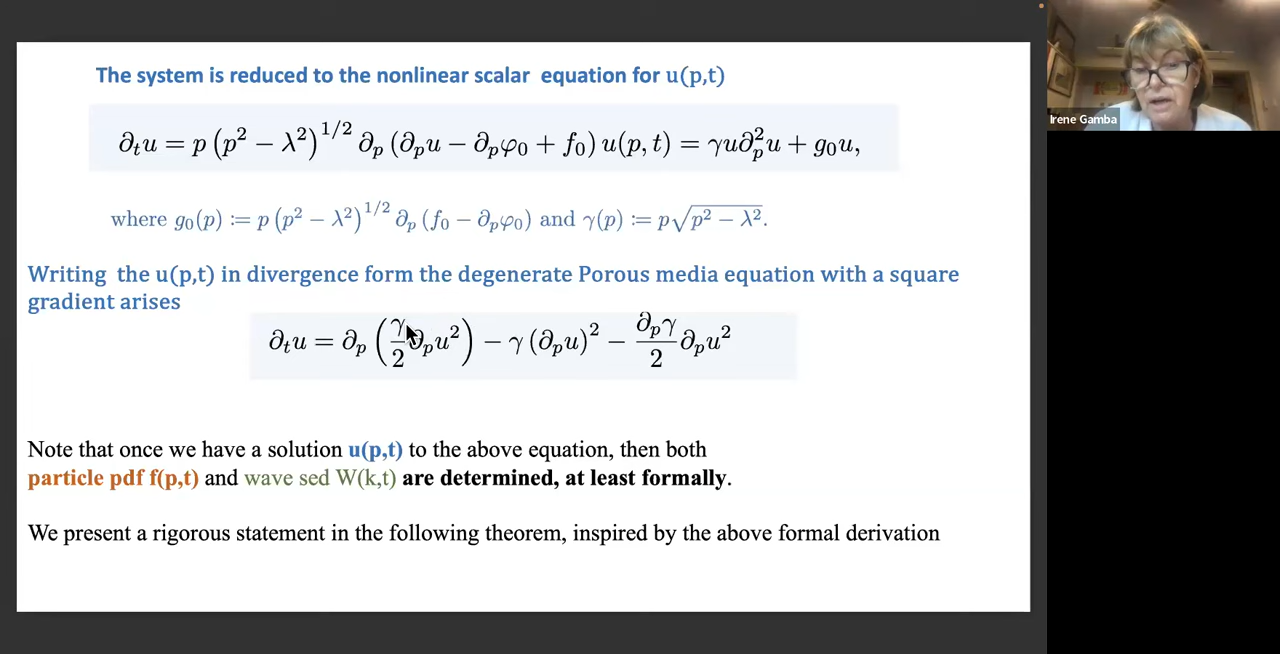 The system is reduced to the nonlinear scalar equation for u(p,t)
∂ₜu = p (p² − λ²)^{1/2} ∂ₚ (∂ₚu − ∂ₚφ₀ + f₀) u(p, t) = γu∂ₚ²u + g₀u,
where g₀(p) := p (p² − λ²)^{1/2} ∂ₚ (f₀ − ∂ₚφ₀) and γ(p) := p√(p² − λ²).
Writing the u(p,t) in divergence form the degenerate Porous media equation with a square
gradient arises
∂ₜu = ∂ₚ (γ/2 ∂ₚu²) − γ (∂ₚu)² − ∂ₚγ/2 ∂ₚu²
Note that once we have a solution u(p,t) to the above equation, then both
particle pdf f(p,t) and wave sed W(k,t) are determined, at least formally.
We present a rigorous statement in the following theorem, inspired by the above formal derivation
Irene Gamba